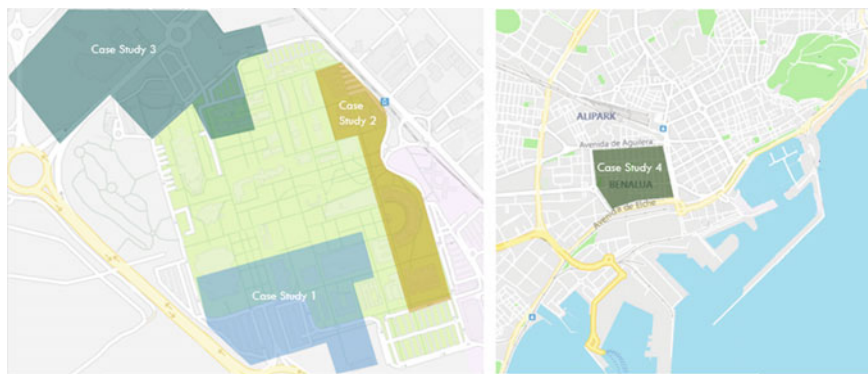 Case Study 3
Case
Study 2
Case Study 1
ALIPARK
Avenida de Aguilera
Case Study 4
BENALUA
Avenida de Elche